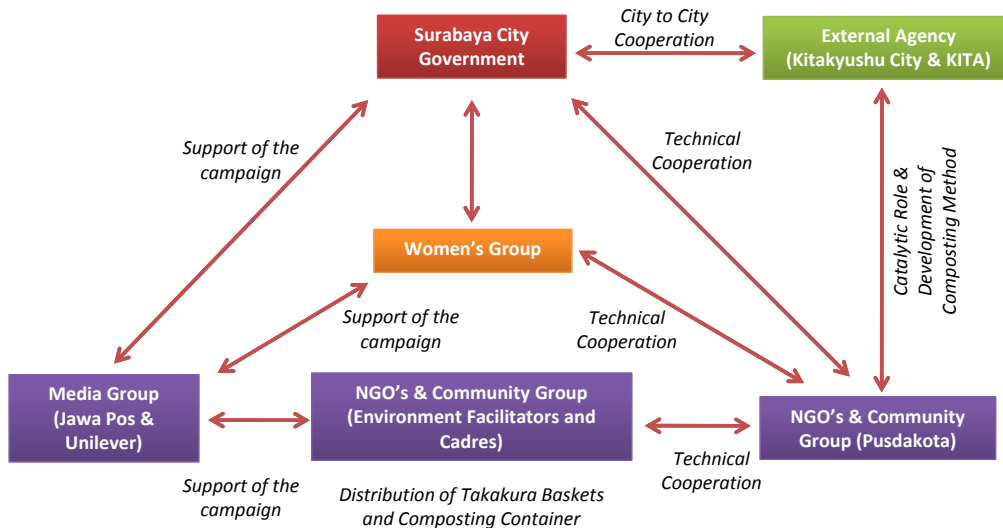 City to City
Cooperation
Surabaya City
Government
External Agency
(Kitakyushu City & KITA)
Support of the
campaign
Technical
Cooperation
Catalytic Role &
Development of
Composting Method
Women's Group
Support of the
campaign
Technical
Cooperation
Media Group
(Jawa Pos &
Unilever)
NGO's & Community Group
(Environment Facilitators and
Cadres)
NGO's & Community
Group (Pusdakota)
Support of the
campaign
Distribution of Takakura Baskets
and Composting Container
Technical
Cooperation